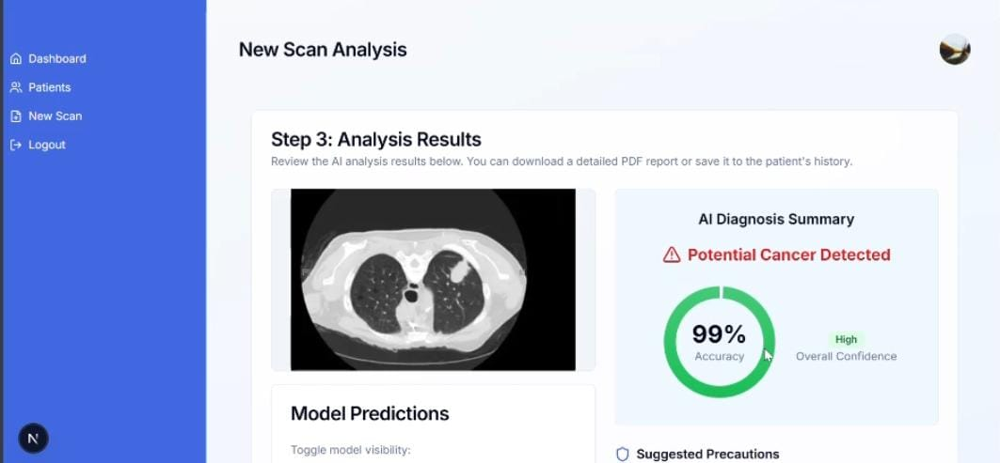 New Scan Analysis
Dashboard
Patients
New Scan
Logout
Step 3: Analysis Results
Review the AI analysis results below. You can download a detailed PDF report or save it to the patient's history.
AI Diagnosis Summary
Potential Cancer Detected
99%
Accuracy
High
Overall Confidence
Model Predictions
Toggle model visibility:
Suggested Precautions
N